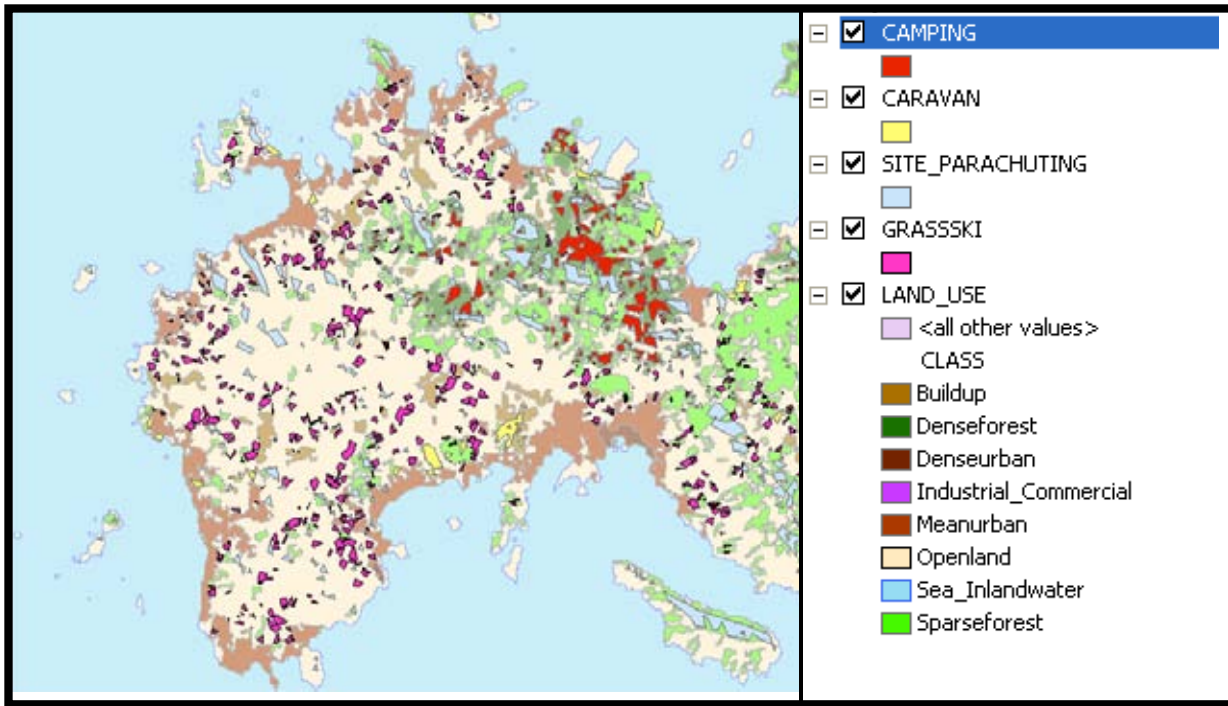 CAMPING
CARAVAN
SITE_PARACHUTING
GRASSSKI
LAND_USE
<all other values>
CLASS
Buildup
Denseforest
Denseurban
Industrial_Commercial
Meanurban
Openland
Sea_Inlandwater
Sparseforest